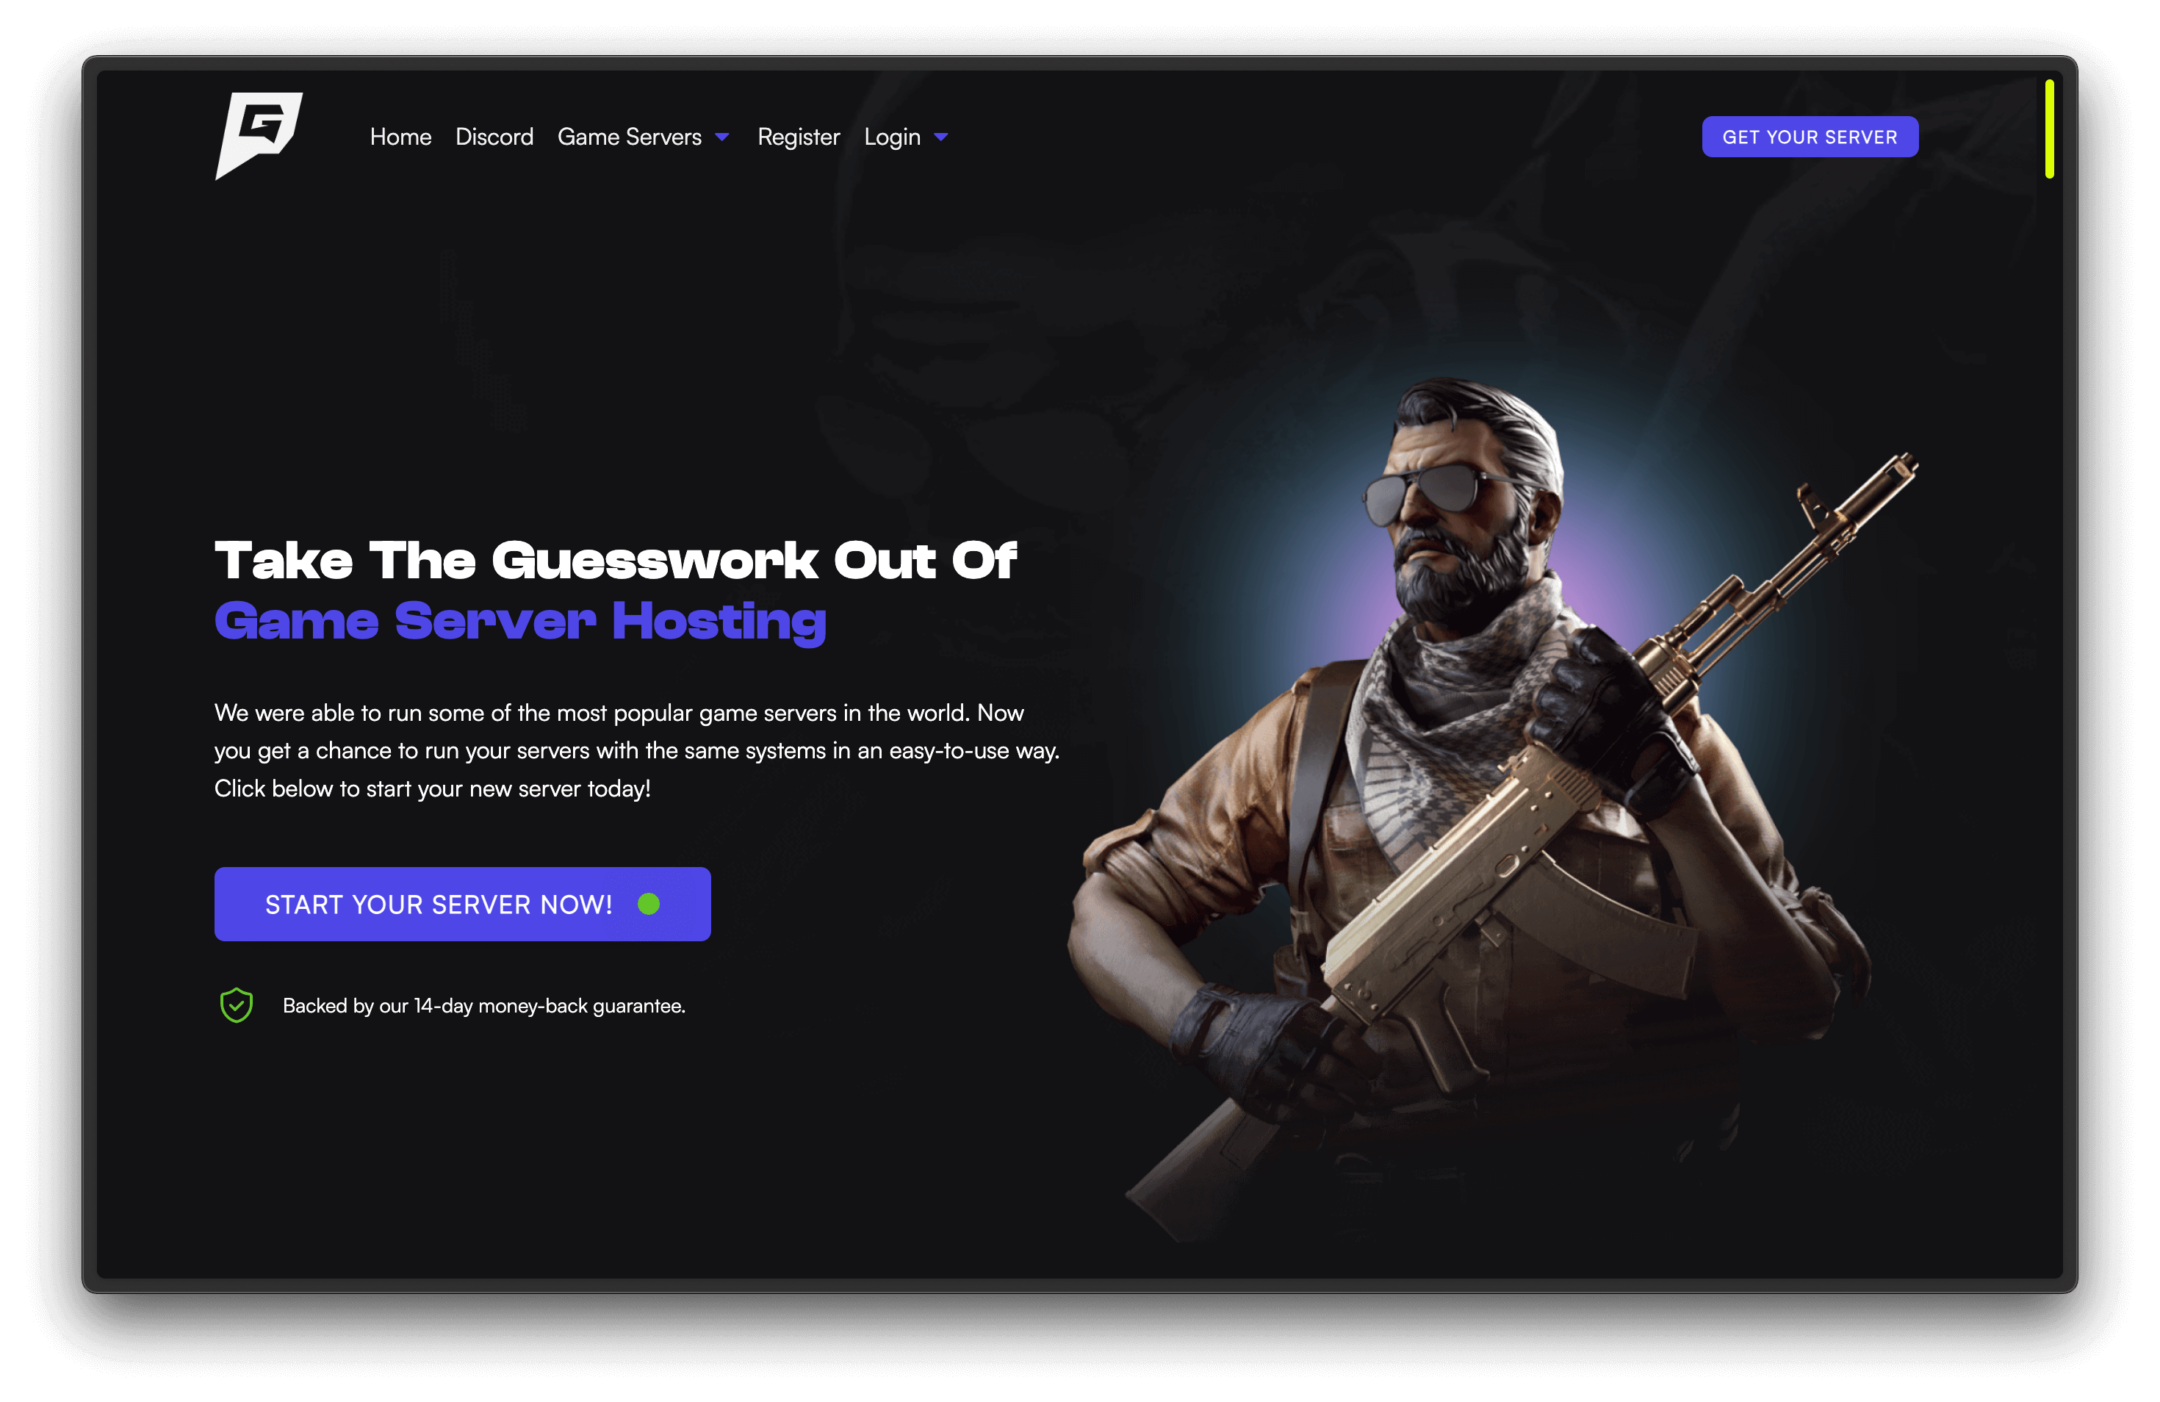 G
Home Discord Game Servers Register Login
GET YOUR SERVER
Take The Guesswork Out Of
Game Server Hosting
We were able to run some of the most popular game servers in the world. Now
you get a chance to run your servers with the same systems in an easy-to-use way.
Click below to start your new server today!
START YOUR SERVER NOW!
Backed by our 14-day money-back guarantee.